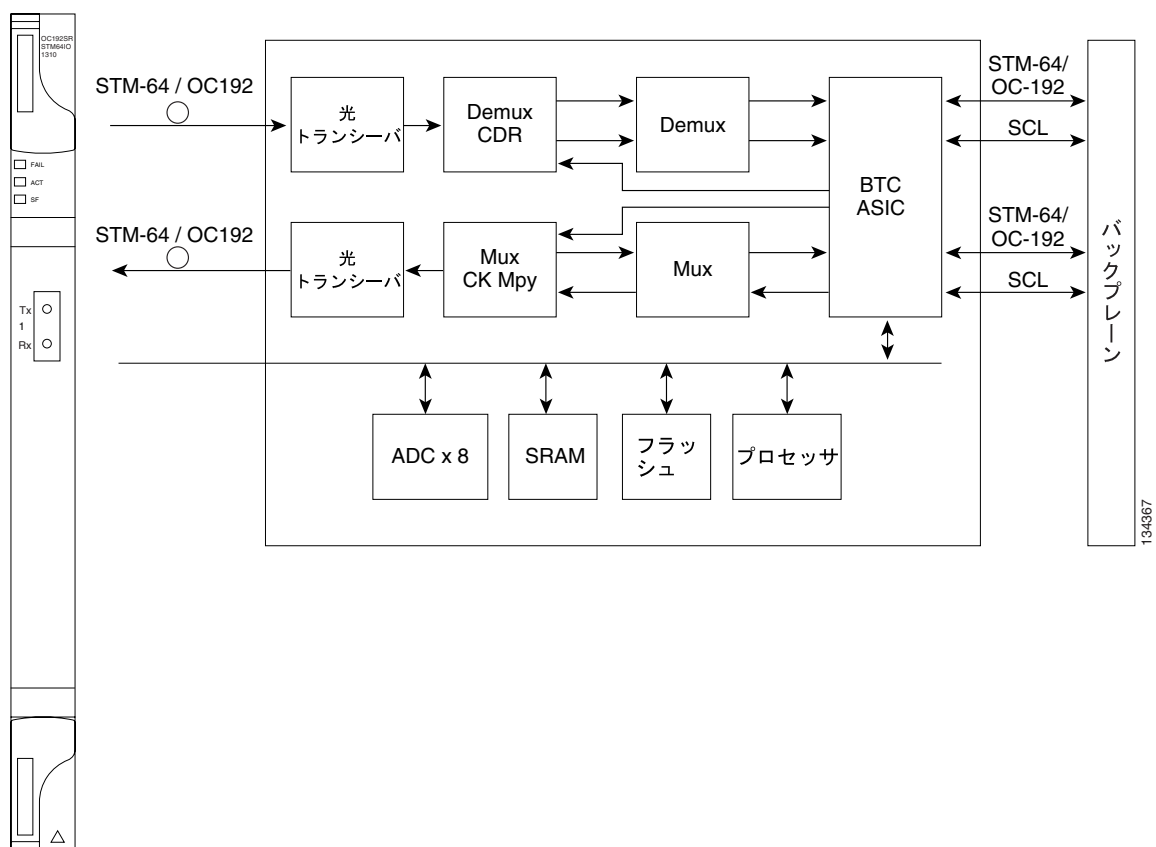 OC192SR
STM64IO
1310
FAIL
ACT
SF
Tx
1
Rx
STM-64 / OC192
光
トランシーバ
Demux
CDR
Demux
BTC
ASIC
STM-64/
OC-192
SCL
STM-64 / OC192
光
トランシーバ
Mux
CK Mpy
Mux
STM-64/
OC-192
SCL
バックプレーン
ADC x 8
SRAM
フラッ
シュ
プロセッサ
134367